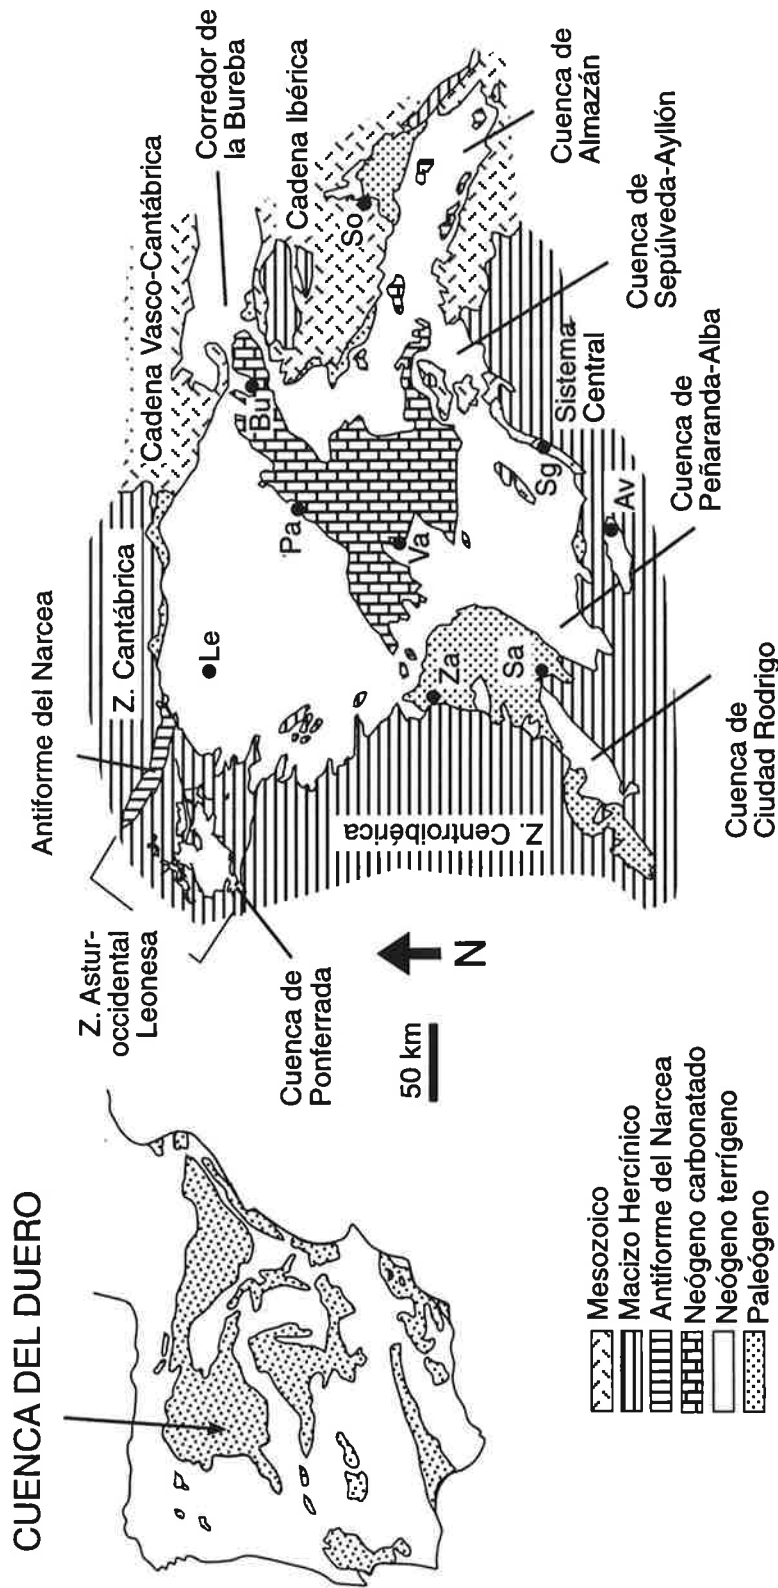 CUENCA DEL DUERO
Z. Astur-
occidental
Leonesa
Antiforme del Narcea
Z. Cantábrica
Cadena Vasco-Cantábrica
Corredor de
la Bureba
Cadena Ibérica
Le
Pa
Bu
So
Va
Za
Sa
Sg
Av
Z. Centroibérica
Sistema
Central
Cuenca de
Ponferrada
N
50 km
Cuenca de
Ciudad Rodrigo
Cuenca de
Peñaranda-Alba
Cuenca de
Sepúlveda-Ayllón
Cuenca de
Almazán
Mesozoico
Macizo Hercínico
Antiforme del Narcea
Neógeno carbonatado
Neógeno terrígeno
Paleógeno